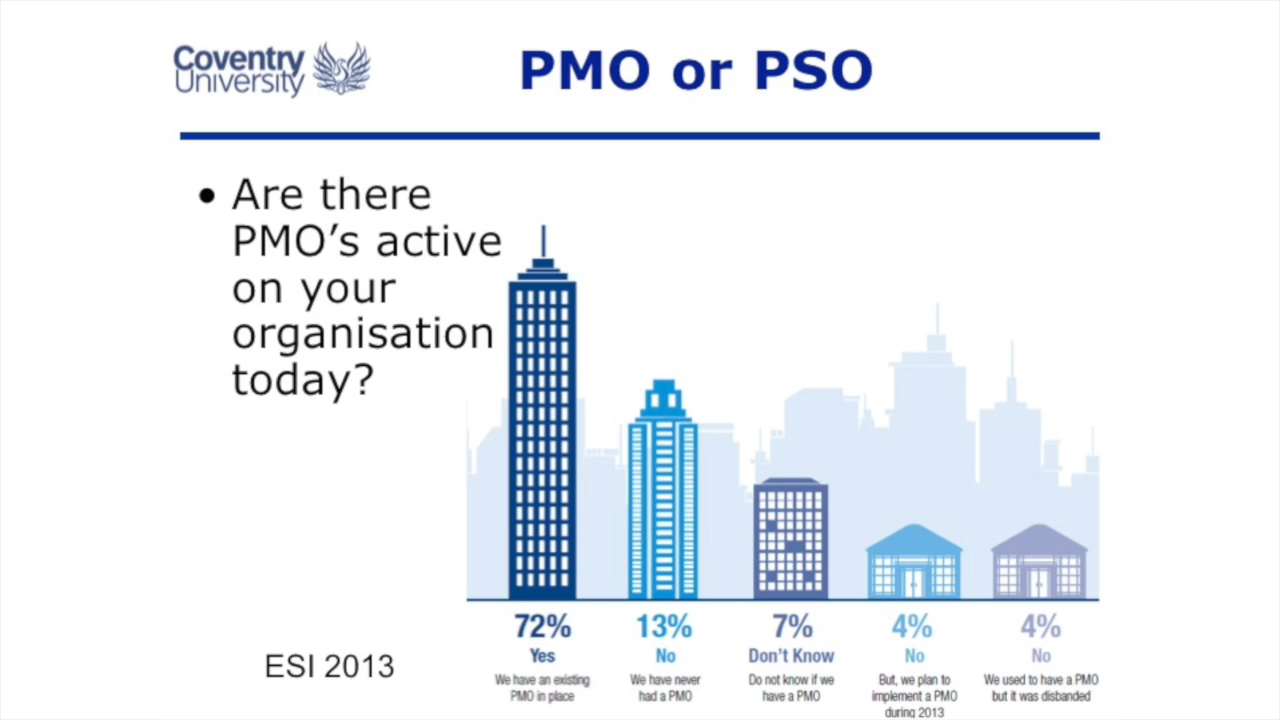 Coventry
University
PMO or PSO
• Are there
PMO’s active
on your
organisation
today?
72%
Yes
We have an existing
PMO in place
13%
No
We have never
had a PMO
7%
Don't Know
Do not know if we
have a PMO
4%
No
But, we plan to
implement a PMO
during 2013
4%
No
We used to have a PMO
but it was disbanded
ESI 2013